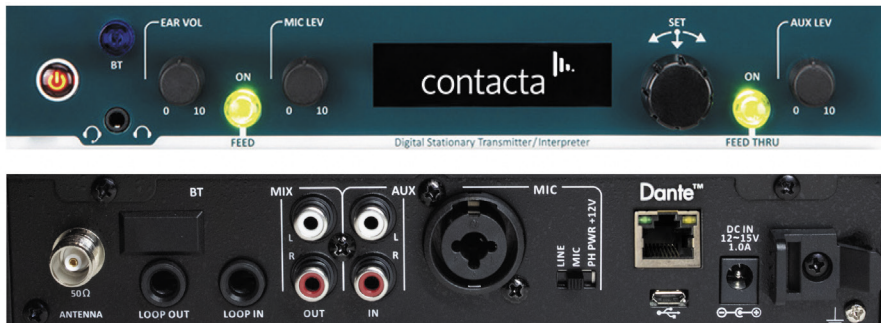 EAR VOL
MIC LEV
SET
AUX LEV
BT
ON
contacta
ON
0 10
0 10
0 10
FEED
Digital Stationary Transmitter/Interpreter
FEED THRU
BT
MIX
AUX
MIC
Dante™
L
L
R
R
LINE
MIC
PH PWR +12V
DC IN
12~15V
1.0A
50Ω
ANTENNA
LOOP OUT
LOOP IN
OUT
IN